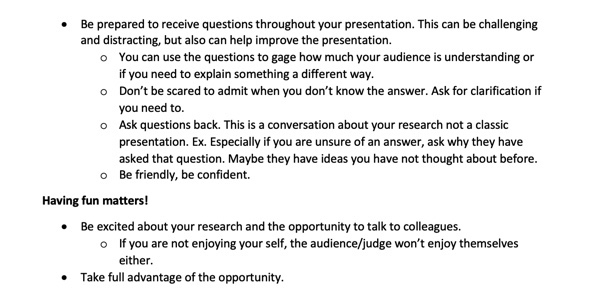 • Be prepared to receive questions throughout your presentation. This can be challenging
and distracting, but also can help improve the presentation.
o You can use the questions to gage how much your audience is understanding or
if you need to explain something a different way.
o Don't be scared to admit when you don't know the answer. Ask for clarification if
you need to.
o Ask questions back. This is a conversation about your research not a classic
presentation. Ex. Especially if you are unsure of an answer, ask why they have
asked that question. Maybe they have ideas you have not thought about before.
o Be friendly, be confident.
Having fun matters!
• Be excited about your research and the opportunity to talk to colleagues.
o If you are not enjoying your self, the audience/judge won't enjoy themselves
either.
• Take full advantage of the opportunity.